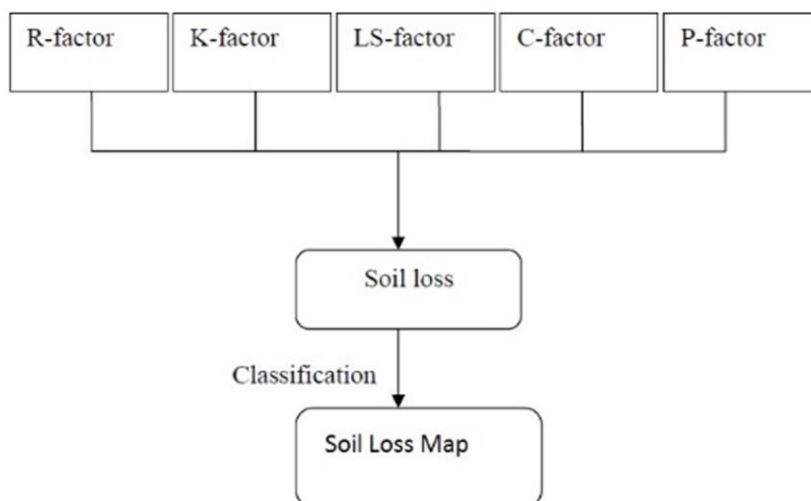 R-factor
K-factor
LS-factor
C-factor
P-factor
Soil loss
Classification
Soil Loss Map